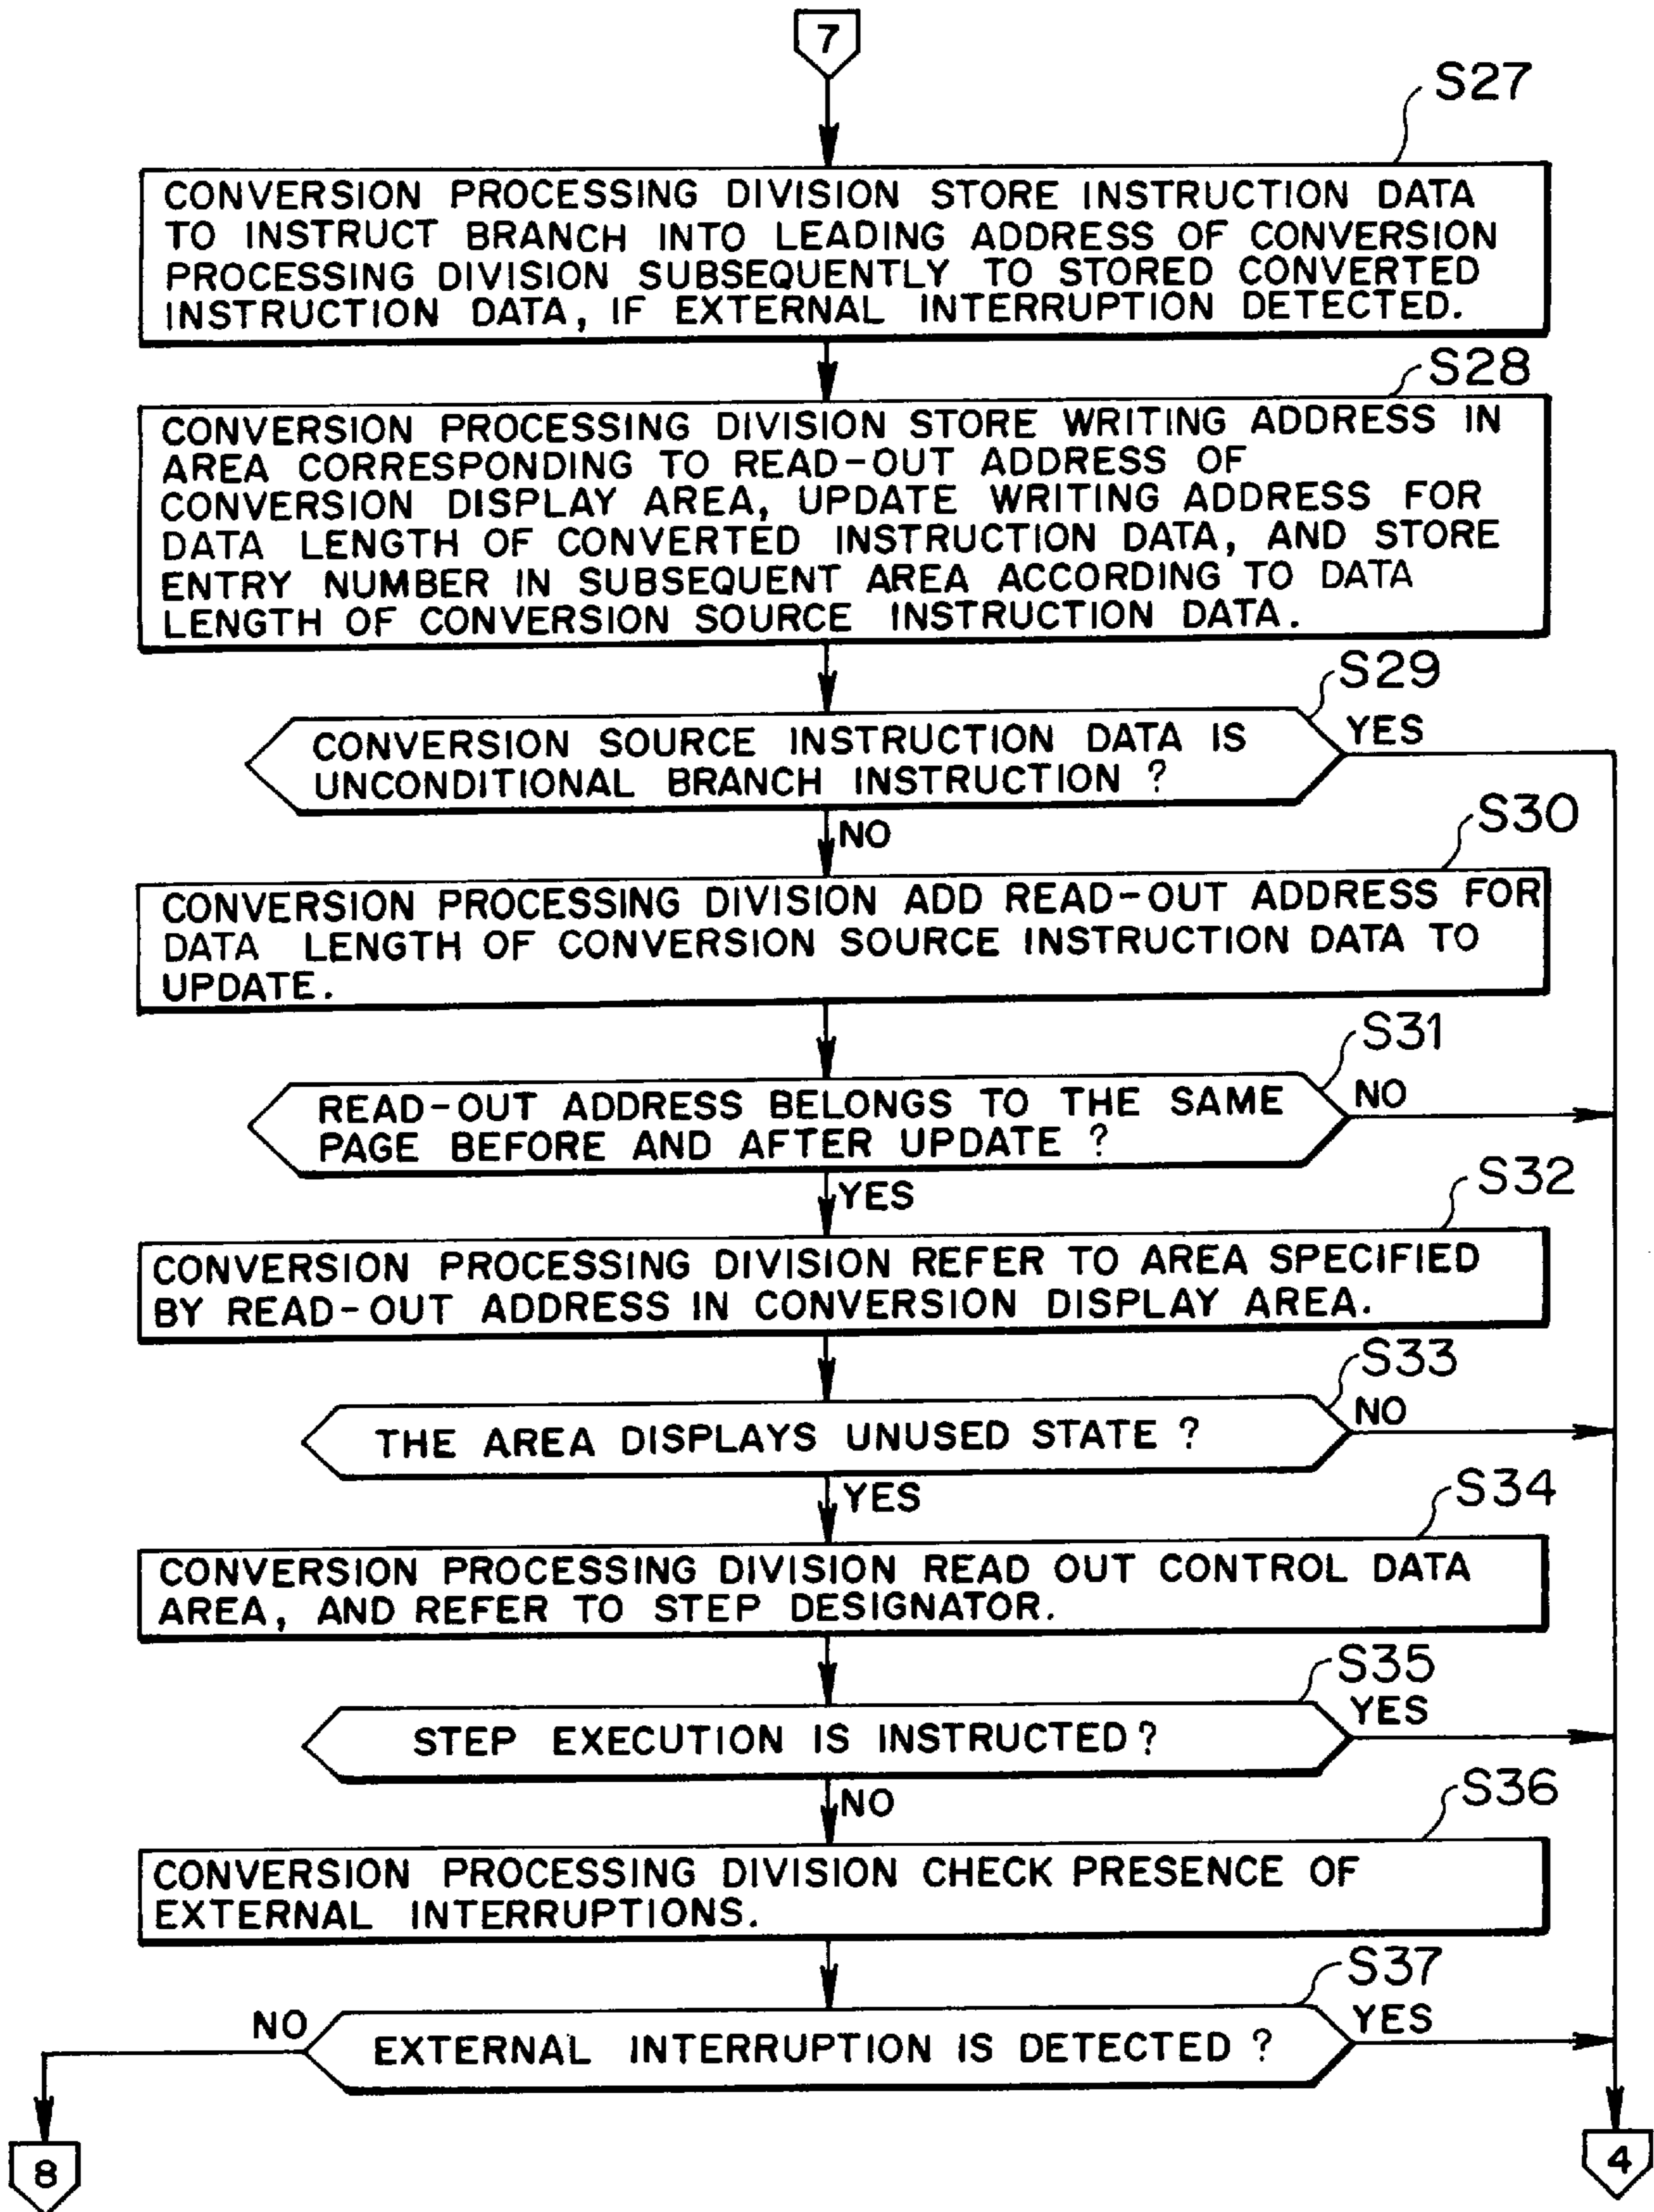 7
S27
CONVERSION PROCESSING DIVISION STORE INSTRUCTION DATA
TO INSTRUCT BRANCH INTO LEADING ADDRESS OF CONVERSION
PROCESSING DIVISION SUBSEQUENTLY TO STORED CONVERTED
INSTRUCTION DATA, IF EXTERNAL INTERRUPTION DETECTED.
S28
CONVERSION PROCESSING DIVISION STORE WRITING ADDRESS IN
AREA CORRESPONDING TO READ-OUT ADDRESS OF
CONVERSION DISPLAY AREA, UPDATE WRITING ADDRESS FOR
DATA LENGTH OF CONVERTED INSTRUCTION DATA, AND STORE
ENTRY NUMBER IN SUBSEQUENT AREA ACCORDING TO DATA
LENGTH OF CONVERSION SOURCE INSTRUCTION DATA.
S29
CONVERSION SOURCE INSTRUCTION DATA IS
UNCONDITIONAL BRANCH INSTRUCTION ?
YES
NO
S30
CONVERSION PROCESSING DIVISION ADD READ-OUT ADDRESS FOR
DATA LENGTH OF CONVERSION SOURCE INSTRUCTION DATA TO
UPDATE.
S31
READ-OUT ADDRESS BELONGS TO THE SAME
PAGE BEFORE AND AFTER UPDATE ?
NO
YES
S32
CONVERSION PROCESSING DIVISION REFER TO AREA SPECIFIED
BY READ-OUT ADDRESS IN CONVERSION DISPLAY AREA.
S33
THE AREA DISPLAYS UNUSED STATE ?
NO
YES
S34
CONVERSION PROCESSING DIVISION READ OUT CONTROL DATA
AREA, AND REFER TO STEP DESIGNATOR.
S35
STEP EXECUTION IS INSTRUCTED?
YES
NO
S36
CONVERSION PROCESSING DIVISION CHECK PRESENCE OF
EXTERNAL INTERRUPTIONS.
S37
NO
EXTERNAL INTERRUPTION IS DETECTED ?
YES
8
4